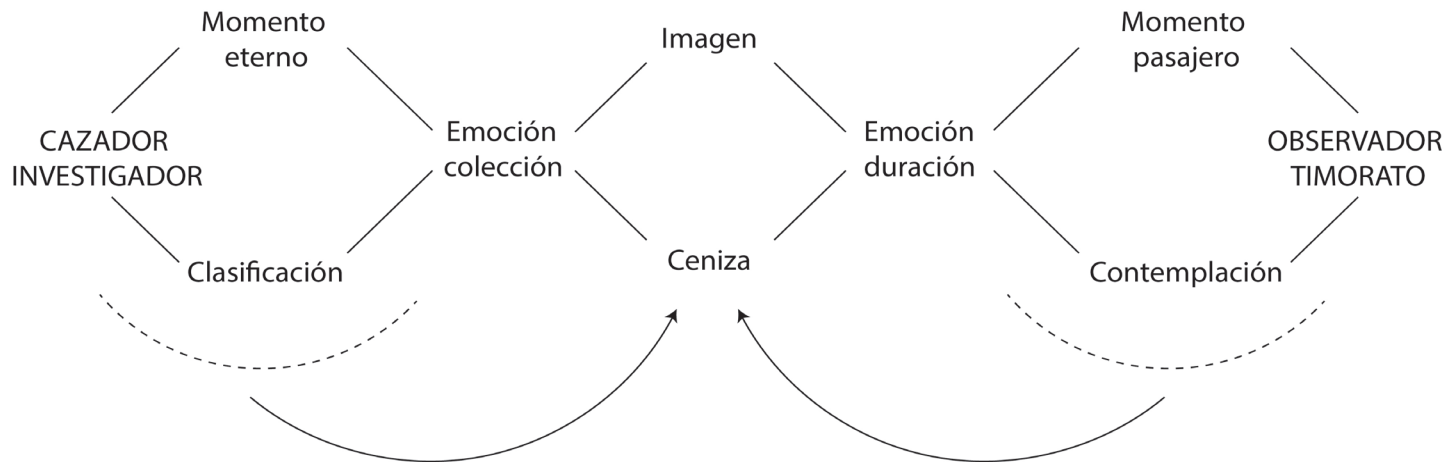 Momento
eterno
Imagen
Momento
pasajero
CAZADOR
INVESTIGADOR
Emoción
colección
Emoción
duración
OBSERVADOR
TIMORATO
Clasificación
Ceniza
Contemplación